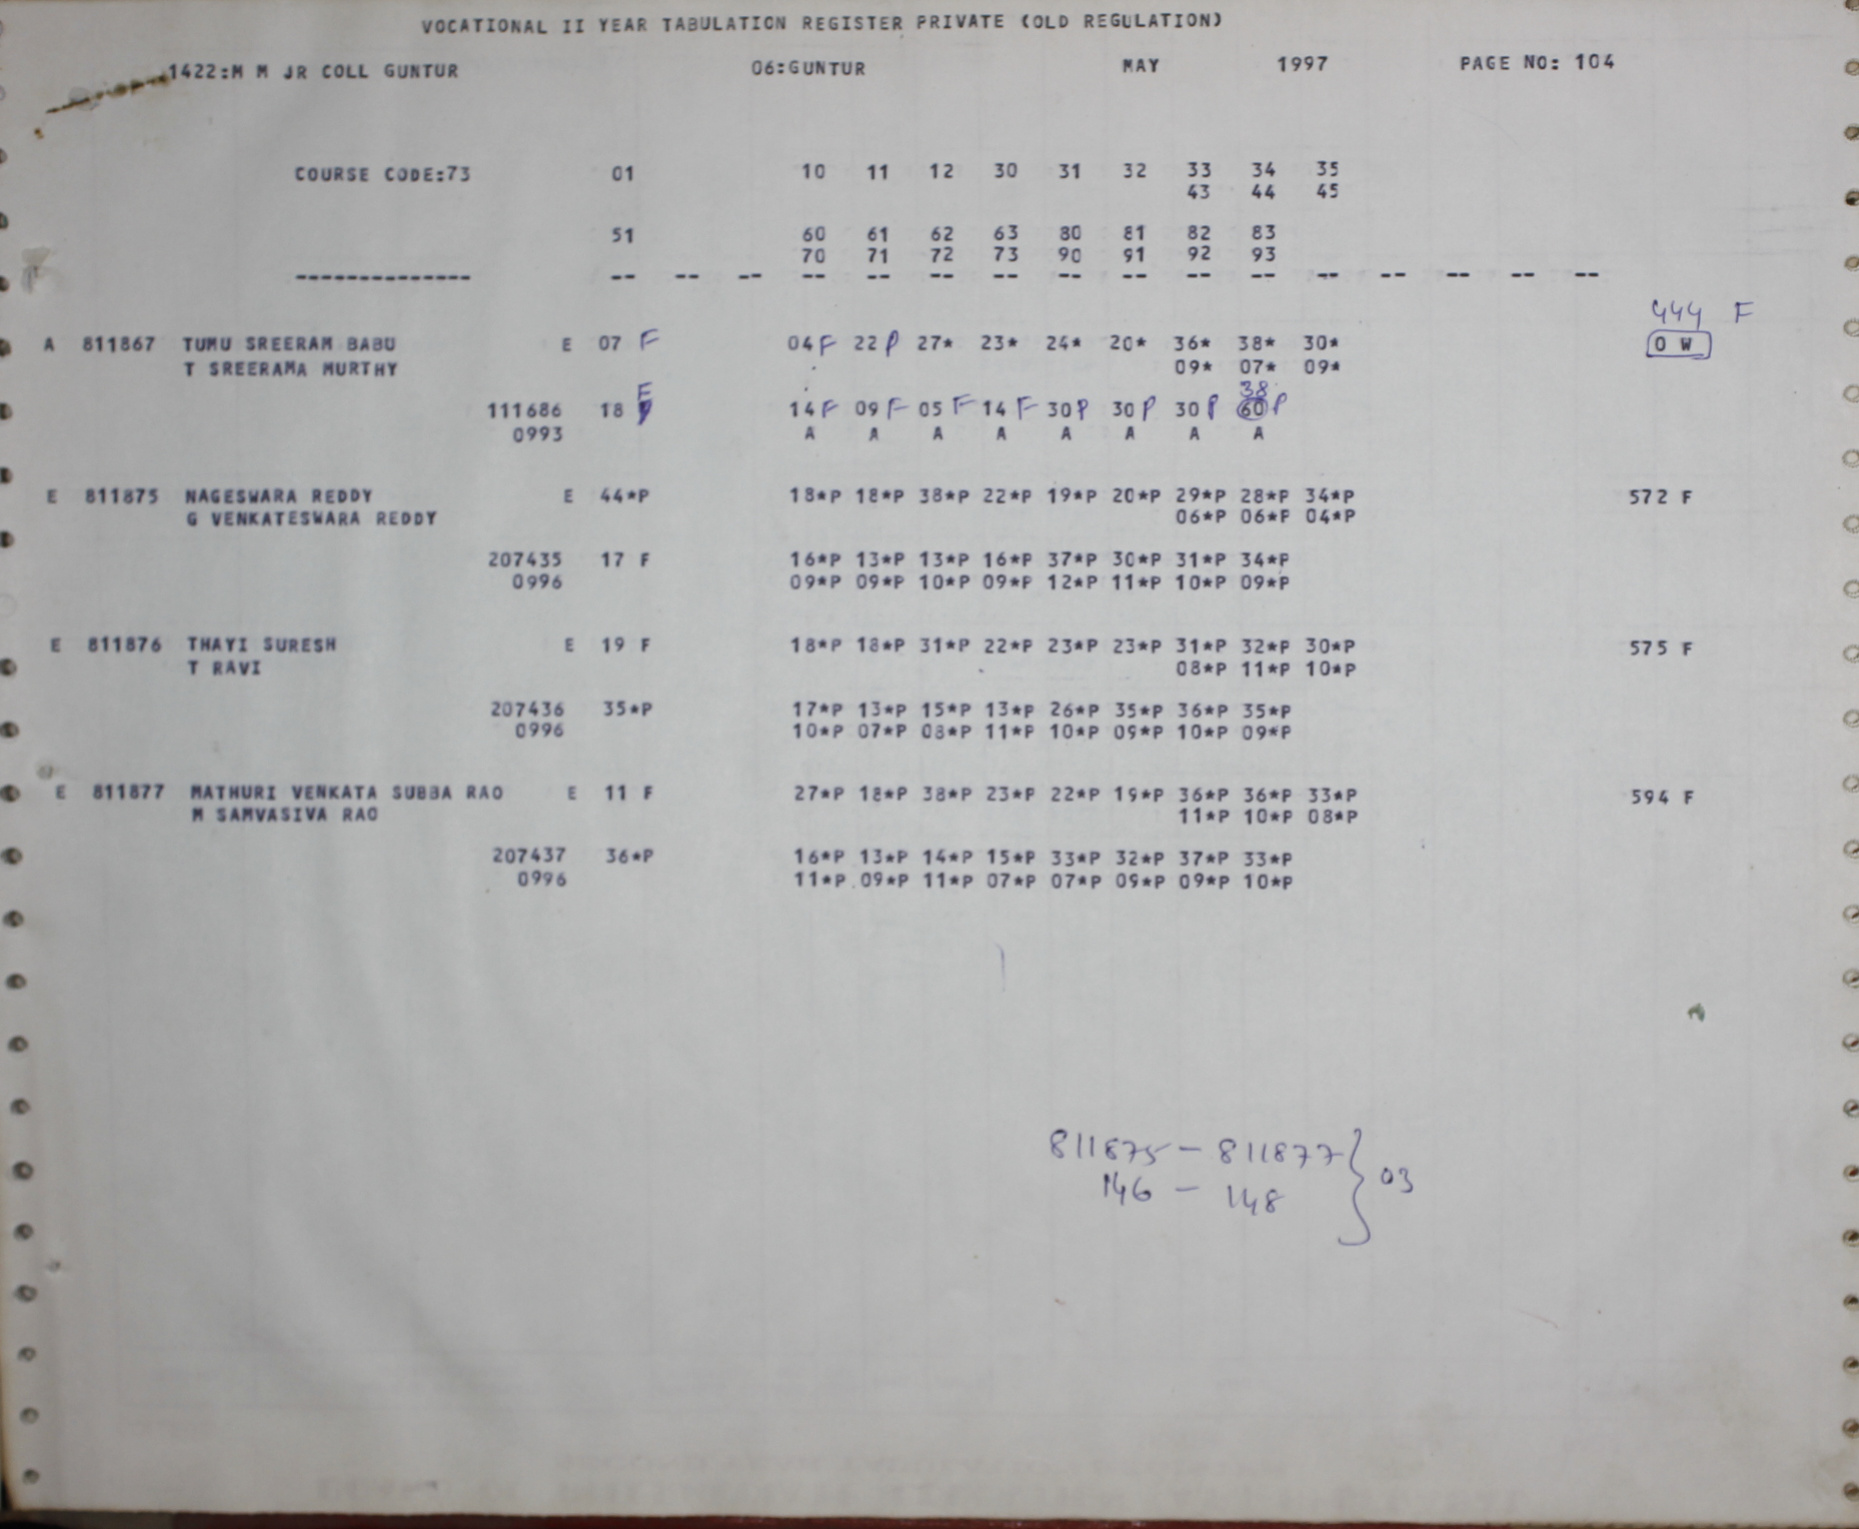 VOCATIONAL II YEAR TABULATION REGISTER PRIVATE (OLD REGULATION)
1422:M M JR COLL GUNTUR 06:GUNTUR MAY 1997 PAGE NO: 104
COURSE CODE:73 01 10 11 12 30 31 32 33 34 35
43 44 45
51 60 61 62 63 80 81 82 83
70 71 72 73 90 91 92 93
-------------- -- -- -- -- -- -- -- -- -- -- -- -- -- -- -- --
444 F
A 811867 TUMU SREERAM BABU E 07 F 04 F 22 P 27* 23* 24* 20* 36* 38* 30* 0 W
T SREERAMA MURTHY 09* 07* 09*
F 38
111686 18 14 F 09 F 05 F 14 F 30 P 30 P 30 P 60 P
0993 A A A A A A A A
E 811875 NAGESWARA REDDY E 44*P 18*P 18*P 38*P 22*P 19*P 20*P 29*P 28*P 34*P 572 F
G VENKATESWARA REDDY 06*P 06*P 04*P
207435 17 F 16*P 13*P 13*P 16*P 37*P 30*P 31*P 34*P
0996 09*P 09*P 10*P 09*P 12*P 11*P 10*P 09*P
E 811876 THAYI SURESH E 19 F 18*P 18*P 31*P 22*P 23*P 23*P 31*P 32*P 30*P 575 F
T RAVI 08*P 11*P 10*P
207436 35*P 17*P 13*P 15*P 13*P 26*P 35*P 36*P 35*P
0996 10*P 07*P 08*P 11*P 10*P 09*P 10*P 09*P
E 811877 MATHURI VENKATA SUBBA RAO E 11 F 27*P 18*P 38*P 23*P 22*P 19*P 36*P 36*P 33*P 594 F
M SAMVASIVA RAO 11*P 10*P 08*P
207437 36*P 16*P 13*P 14*P 15*P 33*P 32*P 37*P 33*P
0996 11*P 09*P 11*P 07*P 07*P 09*P 09*P 10*P
811875 - 811877 } 03
146 - 148